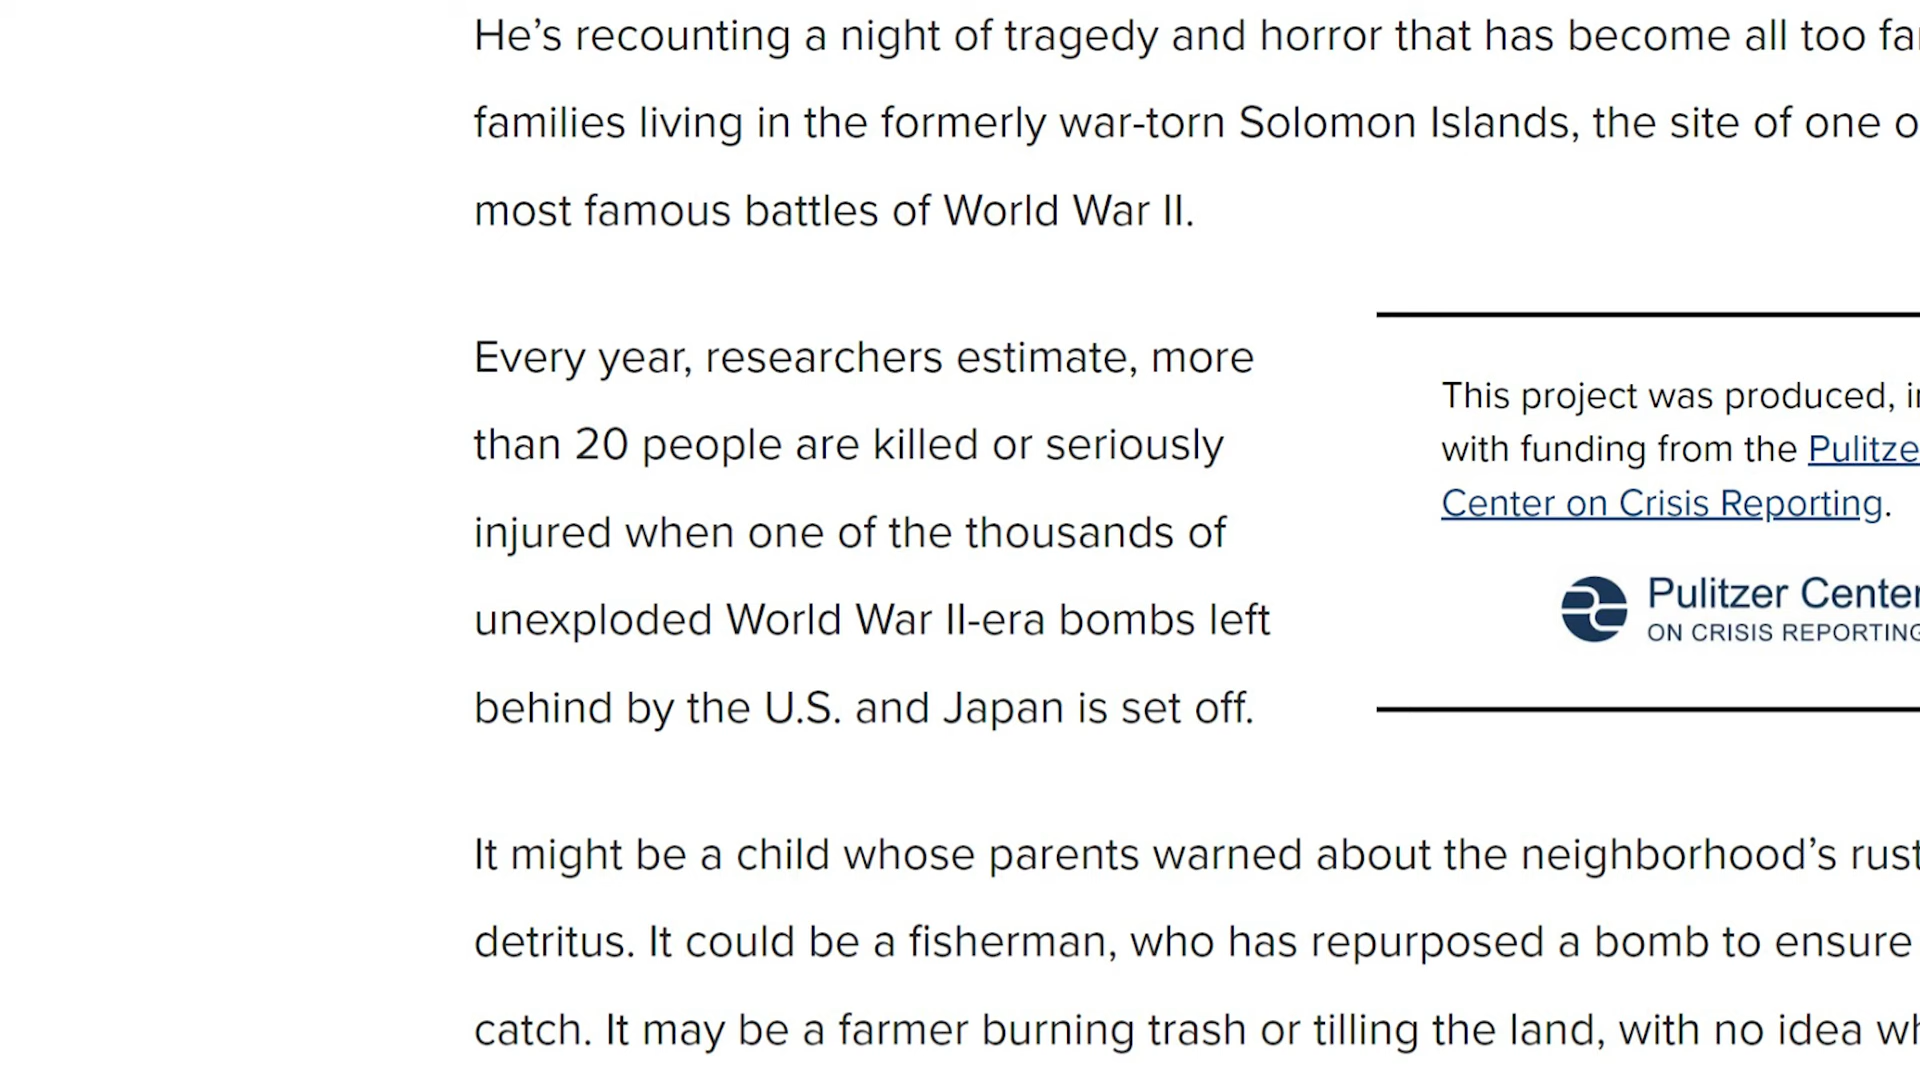 He’s recounting a night of tragedy and horror that has become all too
families living in the formerly war-torn Solomon Islands, the site of one
most famous battles of World War II.
Every year, researchers estimate, more
than 20 people are killed or seriously
injured when one of the thousands of
unexploded World War II-era bombs left
behind by the U.S. and Japan is set off.
This project was produced,
with funding from the Pulitze
Center on Crisis Reporting.
Pulitzer Center
ON CRISIS REPORTING
It might be a child whose parents warned about the neighborhood’s rust
detritus. It could be a fisherman, who has repurposed a bomb to ensure
catch. It may be a farmer burning trash or tilling the land, with no idea